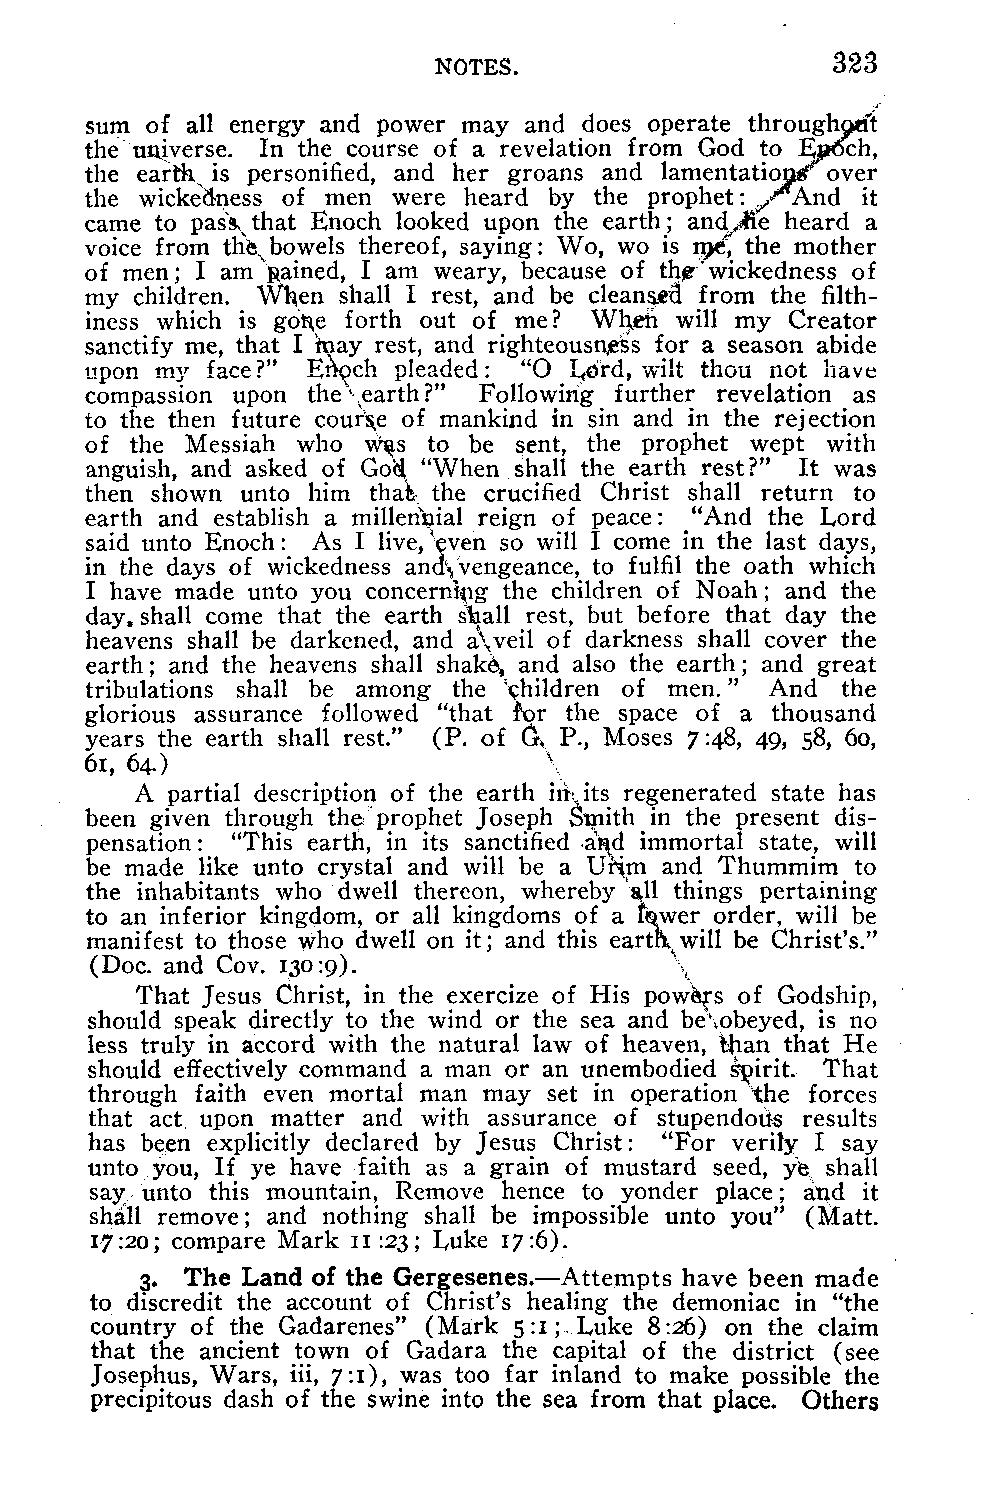 NOTES. 323
sum of all energy and power may and does operate throughout
the universe. In the course of a revelation from God to Enoch,
the earth is personified, and her groans and lamentations over
the wickedness of men were heard by the prophet: "And it
came to pass that Enoch looked upon the earth; and he heard a
voice from the bowels thereof, saying: Wo, wo is me, the mother
of men; I am pained, I am weary, because of the wickedness of
my children. When shall I rest, and be cleansed from the filth-
iness which is gone forth out of me? When will my Creator
sanctify me, that I may rest, and righteousness for a season abide
upon my face?" Enoch pleaded: "O Lord, wilt thou not have
compassion upon the earth?" Following further revelation as
to the then future course of mankind in sin and in the rejection
of the Messiah who was to be sent, the prophet wept with
anguish, and asked of God "When shall the earth rest?" It was
then shown unto him that the crucified Christ shall return to
earth and establish a millennial reign of peace: "And the Lord
said unto Enoch: As I live, even so will I come in the last days,
in the days of wickedness and vengeance, to fulfil the oath which
I have made unto you concerning the children of Noah; and the
day shall come that the earth shall rest, but before that day the
heavens shall be darkened, and a veil of darkness shall cover the
earth; and the heavens shall shake, and also the earth; and great
tribulations shall be among the children of men." And the
glorious assurance followed "that for the space of a thousand
years the earth shall rest." (P. of G. P., Moses 7:48, 49, 58, 60,
61, 64.)
A partial description of the earth in its regenerated state has
been given through the prophet Joseph Smith in the present dis-
pensation: "This earth, in its sanctified and immortal state, will
be made like unto crystal and will be a Urim and Thummim to
the inhabitants who dwell thereon, whereby all things pertaining
to an inferior kingdom, or all kingdoms of a lower order, will be
manifest to those who dwell on it; and this earth will be Christ's."
(Doc. and Cov. 130:9).
That Jesus Christ, in the exercize of His powers of Godship,
should speak directly to the wind or the sea and be obeyed, is no
less truly in accord with the natural law of heaven, than that He
should effectively command a man or an unembodied spirit. That
through faith even mortal man may set in operation the forces
that act upon matter and with assurance of stupendous results
has been explicitly declared by Jesus Christ: "For verily I say
unto you, If ye have faith as a grain of mustard seed, ye shall
say unto this mountain, Remove hence to yonder place; and it
shall remove; and nothing shall be impossible unto you" (Matt.
17:20; compare Mark 11:23; Luke 17:6).
3. The Land of the Gergesenes.—Attempts have been made
to discredit the account of Christ's healing the demoniac in "the
country of the Gadarenes" (Mark 5:1; Luke 8:26) on the claim
that the ancient town of Gadara the capital of the district (see
Josephus, Wars, iii, 7:1), was too far inland to make possible the
precipitous dash of the swine into the sea from that place. Others